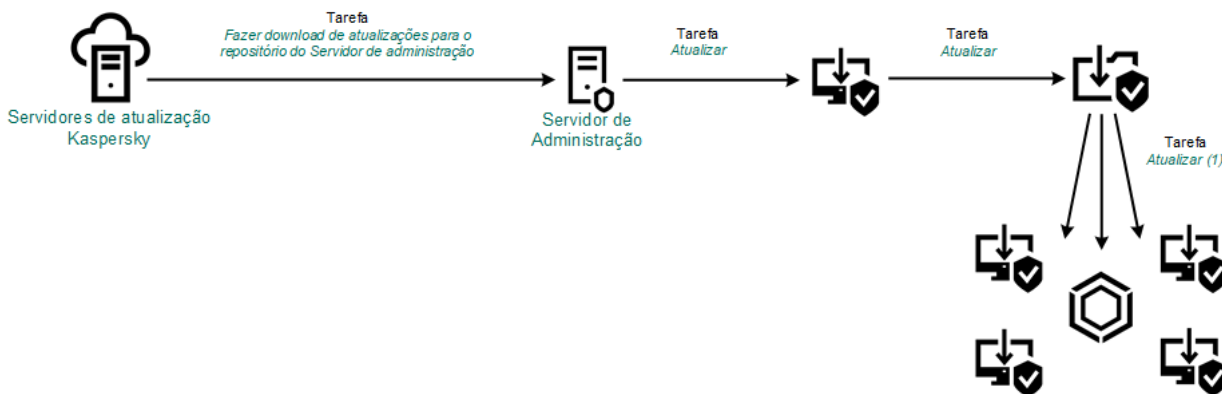 Tarefa
Fazer download de atualizações para o
repositório do Servidor de administração
Tarefa
Atualizar
Tarefa
Atualizar
Servidores de atualização
Kaspersky
Servidor de
Administração
Tarefa
Atualizar (1)